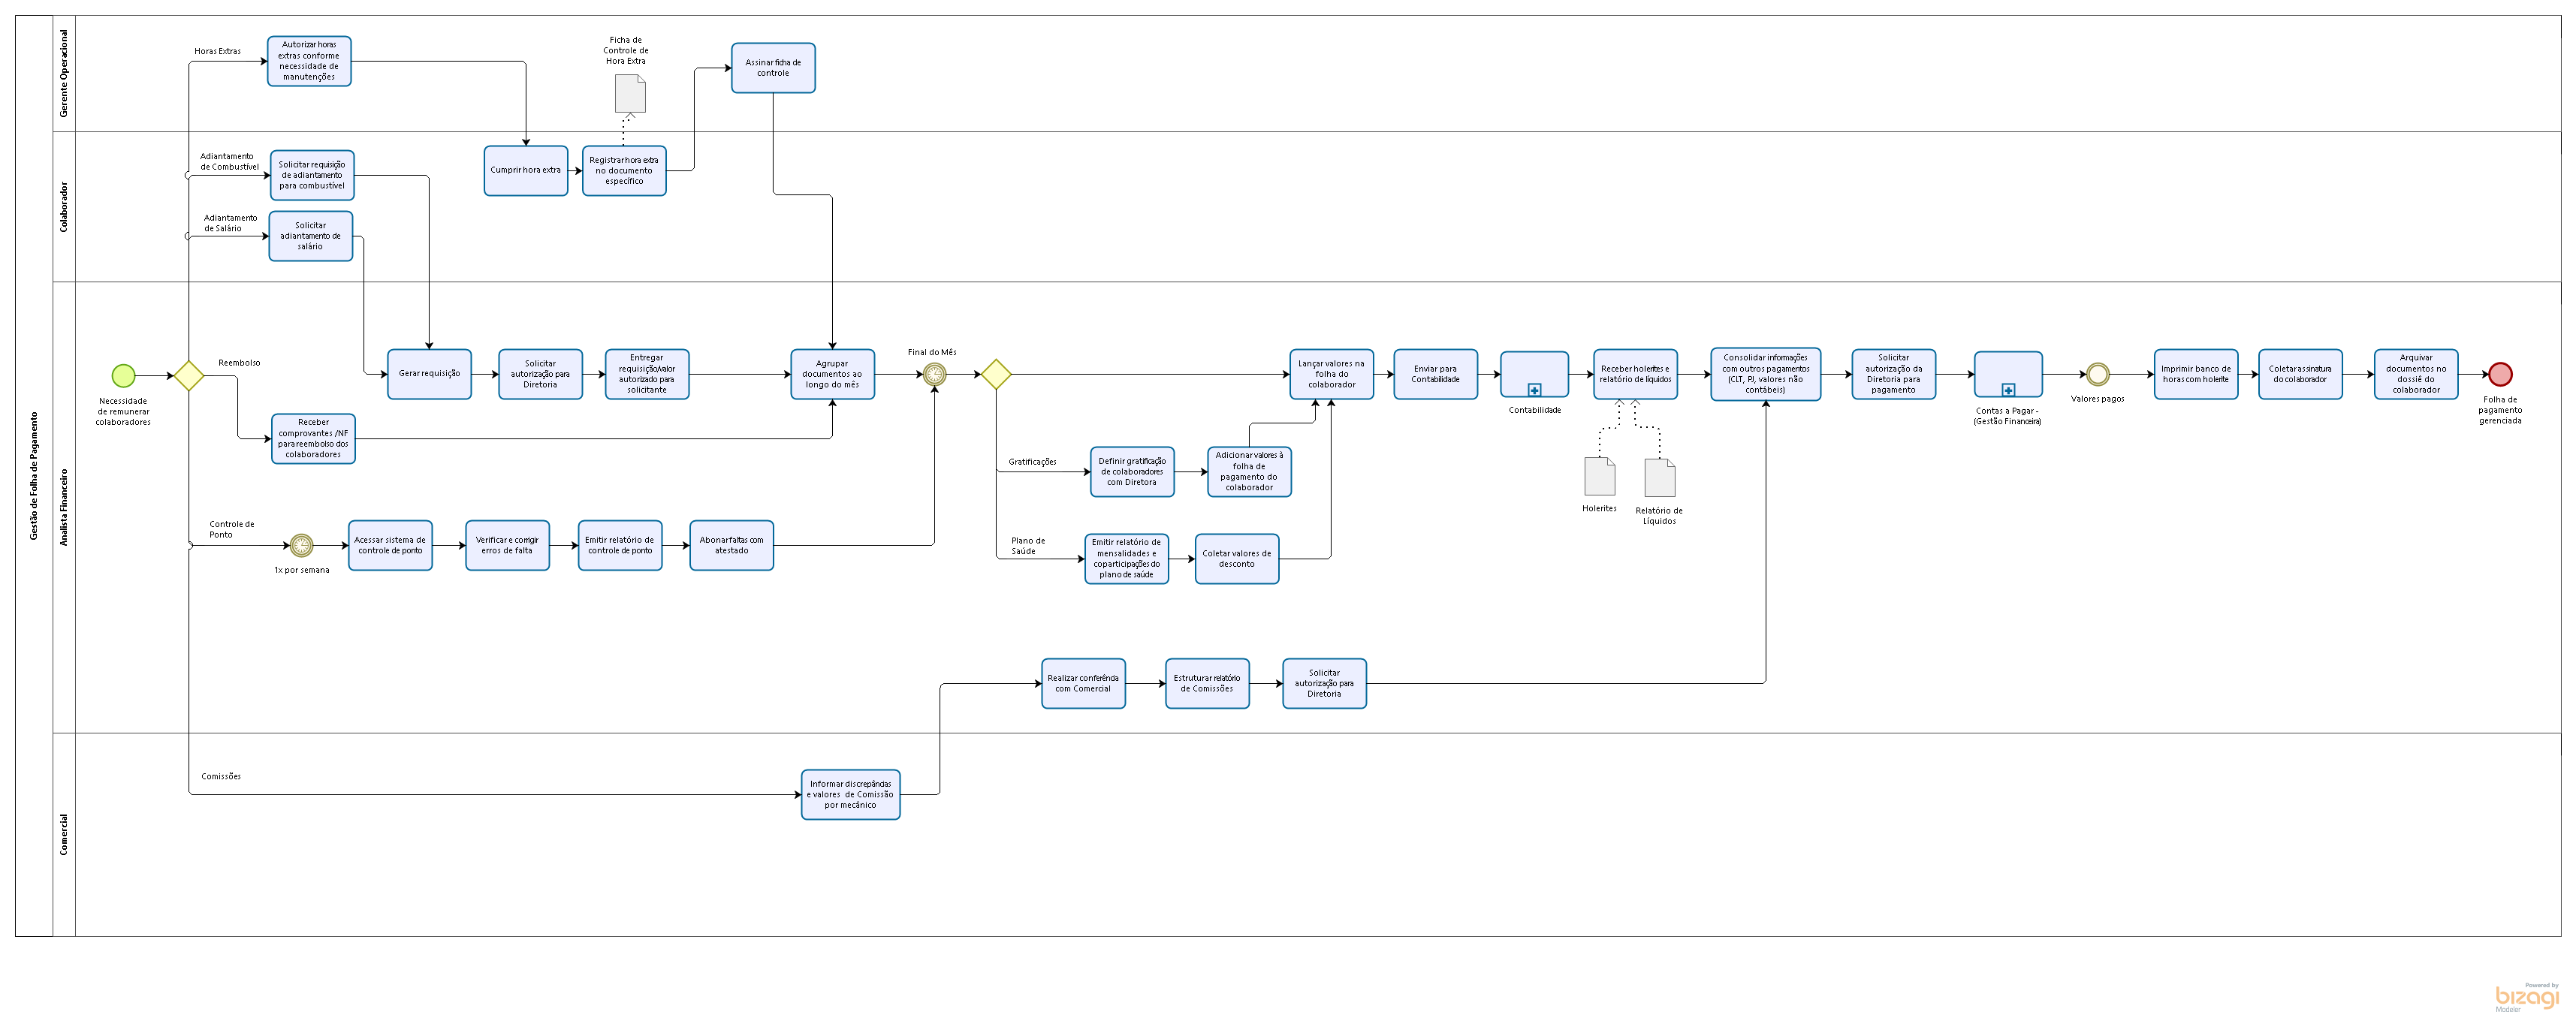 Gestão de Folha de Pagamento
Gerente Operacional
Horas Extras
Autorizar horas
extras conforme
necessidade de
manutenções
Ficha de
Controle de
Hora Extra
Assinar ficha de
controle
Colaborador
Adiantamento
de Combustível
Solicitar requisição
de adiantamento
para combustível
Cumprir hora extra
Registrar hora extra
no documento
específico
Adiantamento
de Salário
Solicitar
adiantamento de
salário
Analista Financeiro
Necessidade
de remunerar
colaboradores
Reembolso
Gerar requisição
Solicitar
autorização para
Diretoria
Entregar
requisição/valor
autorizado para
solicitante
Agrupar
documentos ao
longo do mês
Final do Mês
Lançar valores na
folha do
colaborador
Enviar para
Contabilidade
Contabilidade
Receber holerites e
relatório de líquidos
Consolidar informações
com outros pagamentos
(CLT, PJ, valores não
contábeis)
Solicitar
autorização da
Diretoria para
pagamento
Contas a Pagar -
(Gestão Financeira)
Valores pagos
Imprimir banco de
horas com holerite
Coletar assinatura
do colaborador
Arquivar
documentos no
dossiê do
colaborador
Folha de
pagamento
gerenciada
Receber
comprovantes /NF
para reembolso dos
colaboradores
Gratificações
Definir gratificação
de colaboradores
com Diretora
Adicionar valores à
folha de
pagamento do
colaborador
Holerites
Relatório de
Líquidos
Controle de
Ponto
1x por semana
Acessar sistema de
controle de ponto
Verificar e corrigir
erros de falta
Emitir relatório de
controle de ponto
Abonar faltas com
atestado
Plano de
Saúde
Emitir relatório de
mensalidades e
coparticipações do
plano de saúde
Coletar valores de
desconto
Realizar conferência
com Comercial
Estruturar relatório
de Comissões
Solicitar
autorização para
Diretoria
Comercial
Comissões
Informar discrepâncias
e valores de Comissão
por mecânico
Powered by
bizagi
Modeler